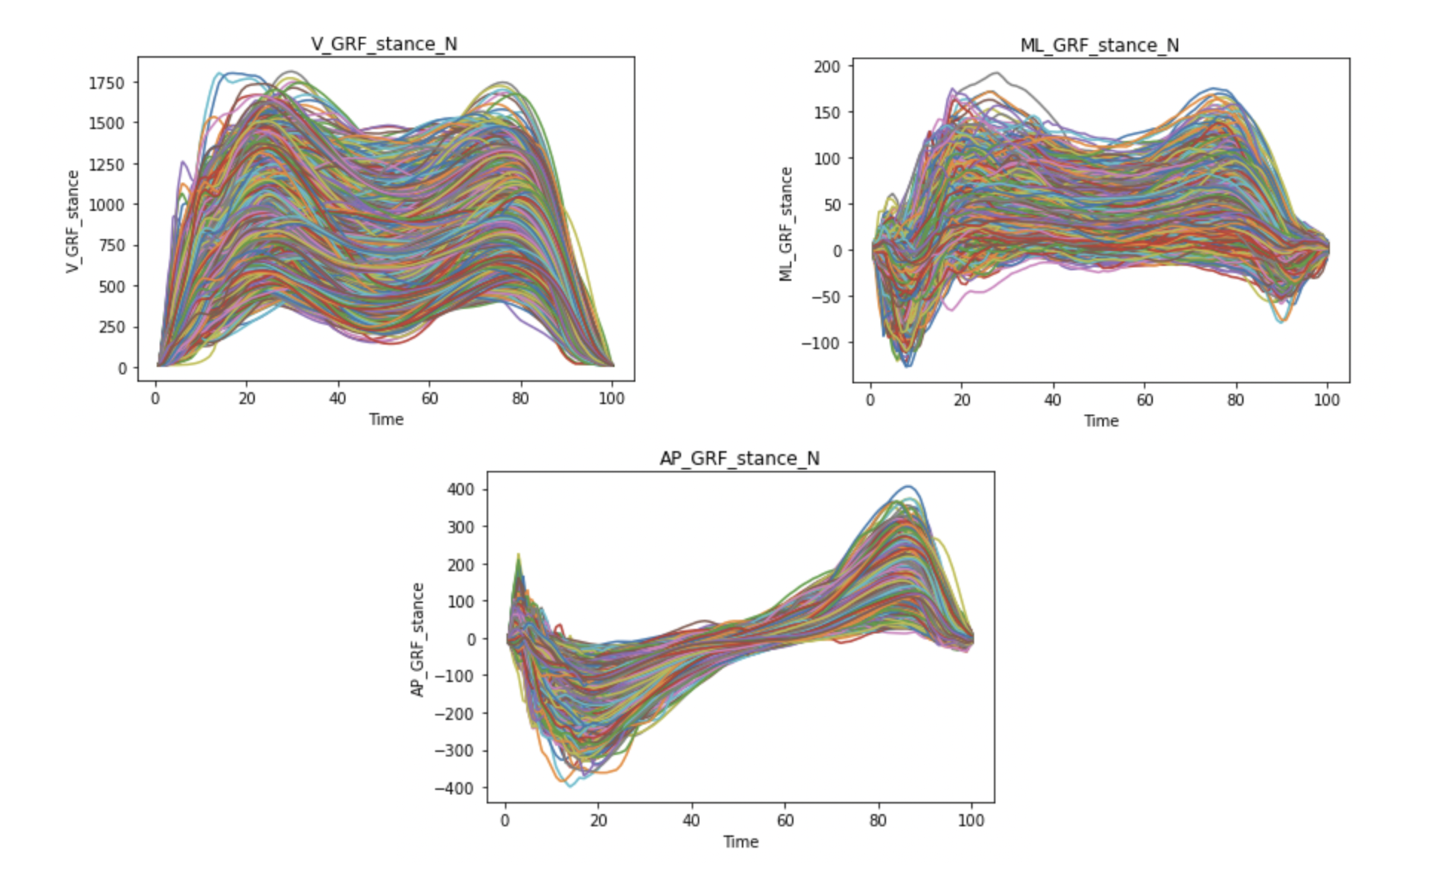 V_GRF_stance_N
1750
1500
1250
1000
750
500
250
0
V_GRF_stance
0 20 40 60 80 100
Time
ML_GRF_stance_N
200
150
100
50
0
−50
−100
ML_GRF_stance
0 20 40 60 80 100
Time
AP_GRF_stance_N
400
300
200
100
0
−100
−200
−300
−400
AP_GRF_stance
0 20 40 60 80 100
Time